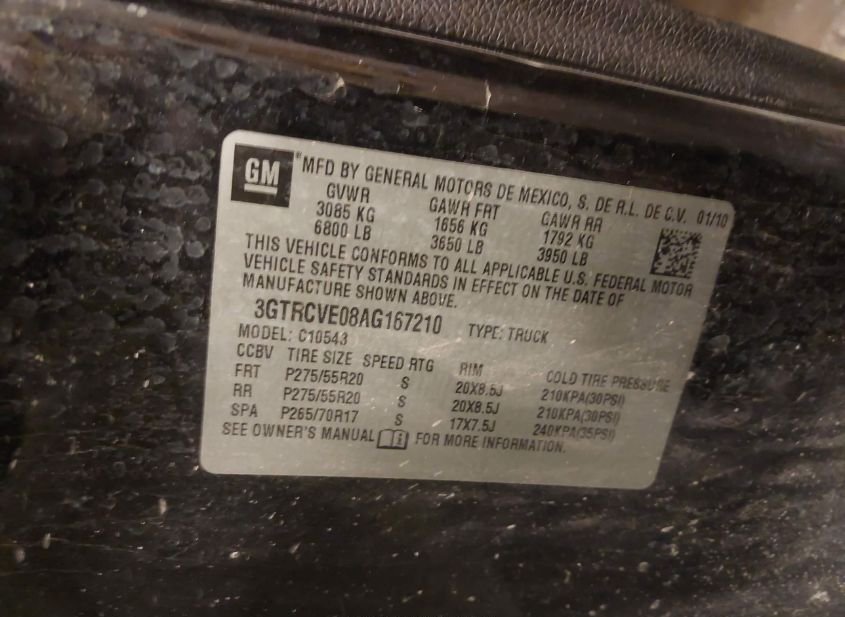 GM
® MFD BY GENERAL MOTORS DE MEXICO, S. DE R.L. DE C.V. 01/10
GVWR GAWR FRT GAWR RR
3085 KG 1656 KG 1792 KG
6800 LB 3650 LB 3950 LB
THIS VEHICLE CONFORMS TO ALL APPLICABLE U.S. FEDERAL MOTOR
VEHICLE SAFETY STANDARDS IN EFFECT ON THE DATE OF
MANUFACTURE SHOWN ABOVE.
3GTRCVE08AG167210 TYPE: TRUCK
MODEL: C10543
CCBV TIRE SIZE SPEED RTG RIM COLD TIRE PRESSURE
FRT P275/55R20 S 20X8.5J 210KPA(30PSI)
RR P275/55R20 S 20X8.5J 210KPA(30PSI)
SPA P265/70R17 S 17X7.5J 240KPA(35PSI)
SEE OWNER'S MANUAL FOR MORE INFORMATION.